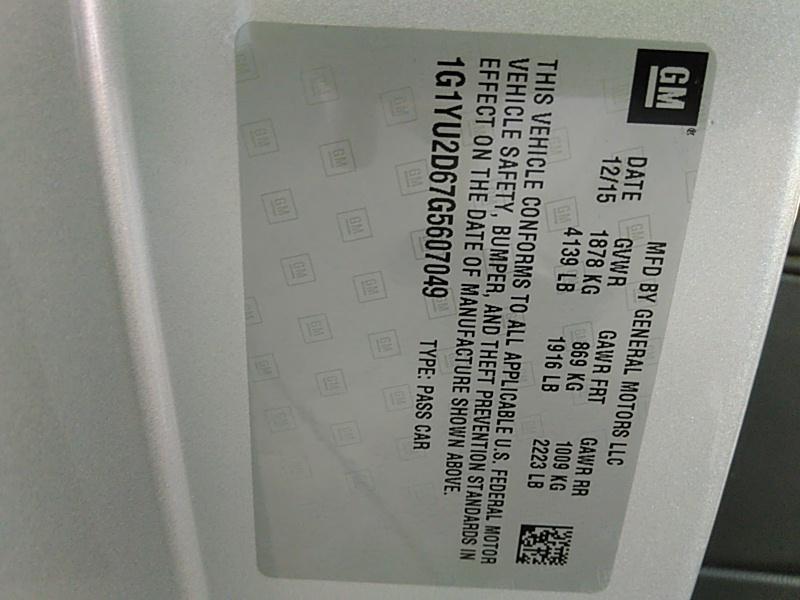 GM
MFD BY GENERAL MOTORS LLC
DATE GVWR GAWR FRT GAWR RR
12/15 1878 KG 869 KG 1009 KG
4139 LB 1916 LB 2223 LB
THIS VEHICLE CONFORMS TO ALL APPLICABLE U.S. FEDERAL MOTOR
VEHICLE SAFETY, BUMPER, AND THEFT PREVENTION STANDARDS IN
EFFECT ON THE DATE OF MANUFACTURE SHOWN ABOVE.
1G1YU2D67G5607049 TYPE: PASS CAR